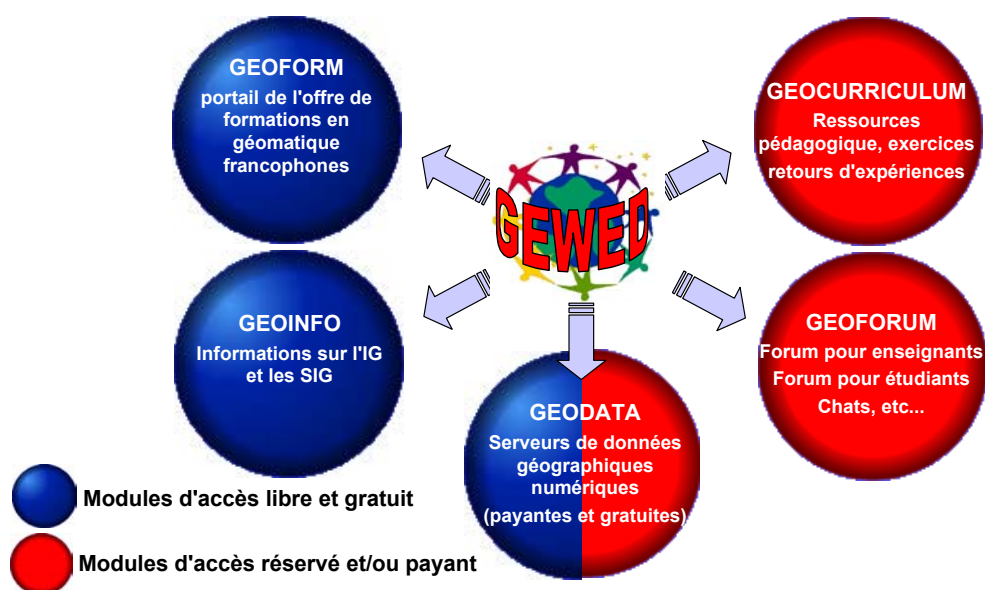 GEOFORM
portail de l'offre de
formations en
géomatique
francophones
GEOCURRICULUM
Ressources
pédagogique, exercices
retours d'expériences
GEWED
GEOINFO
Informations sur l'IG
et les SIG
GEOFORUM
Forum pour enseignants
Forum pour étudiants
Chats, etc...
GEODATA
Serveurs de données
géographiques
numériques
(payantes et gratuites)
Modules d'accès libre et gratuit
Modules d'accès réservé et/ou payant